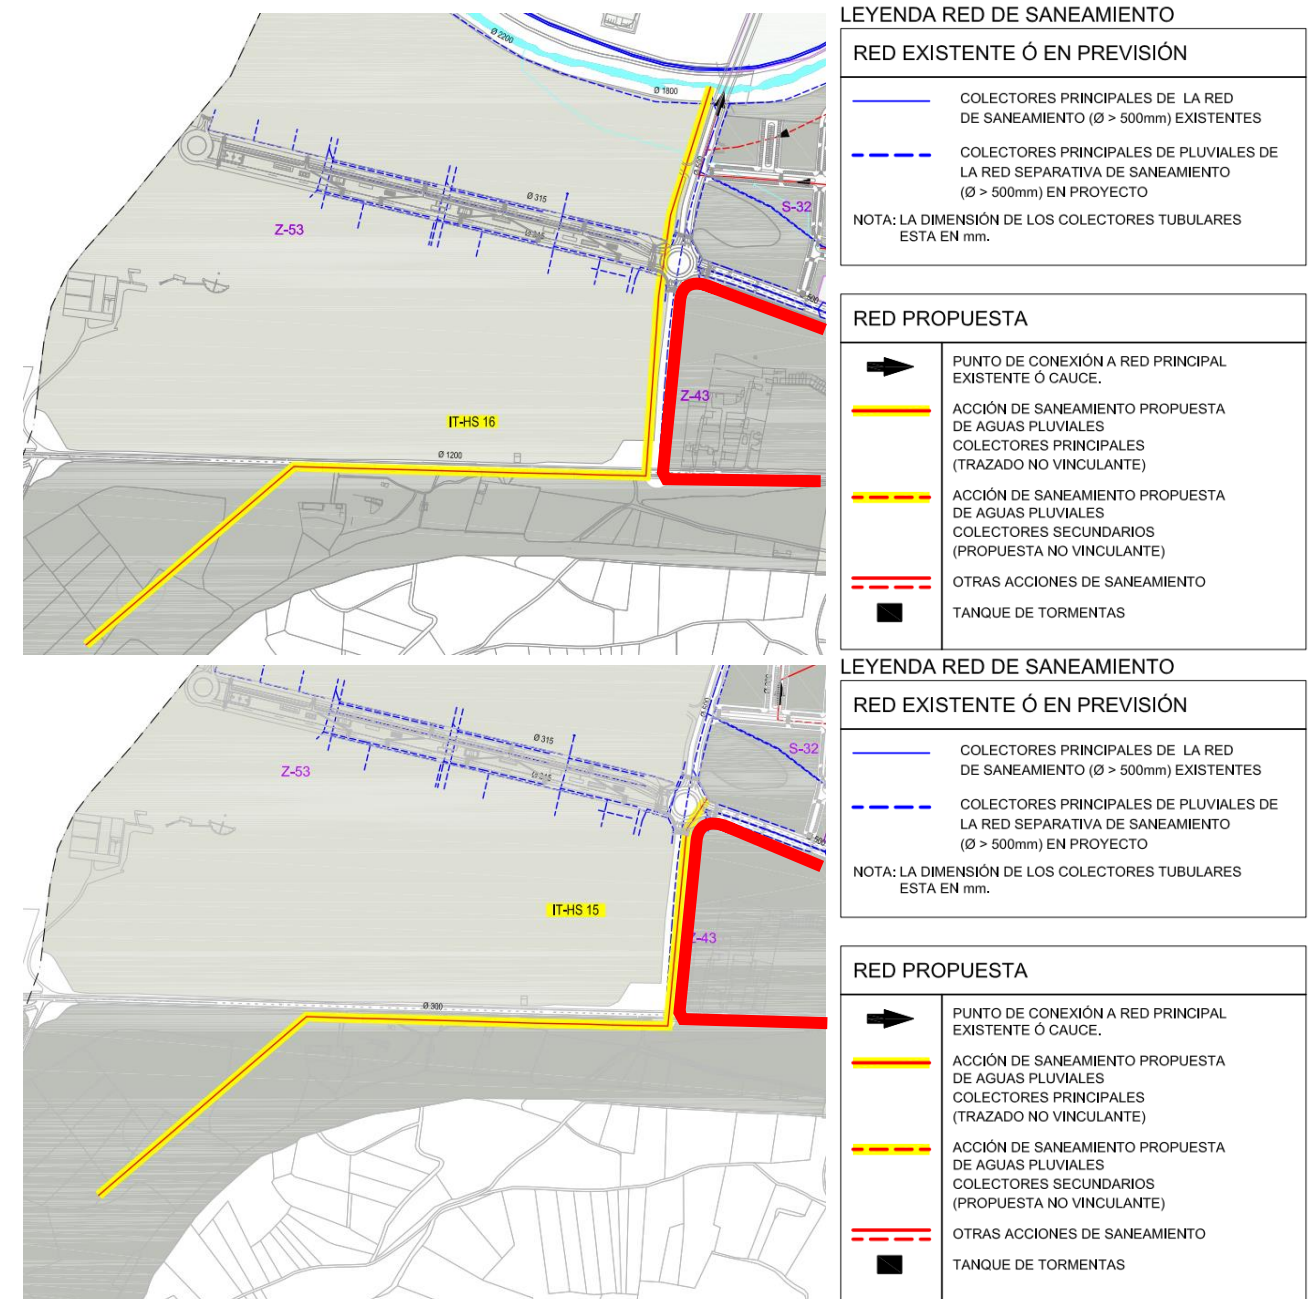 Ø 2200
Ø 1800
Ø 315
Z-53
S-32
500
Z-43
IT-HS 16
Ø 1200
LEYENDA RED DE SANEAMIENTO
RED EXISTENTE Ó EN PREVISIÓN
COLECTORES PRINCIPALES DE LA RED
DE SANEAMIENTO (Ø > 500mm) EXISTENTES
COLECTORES PRINCIPALES DE PLUVIALES DE
LA RED SEPARATIVA DE SANEAMIENTO
(Ø > 500mm) EN PROYECTO
NOTA: LA DIMENSIÓN DE LOS COLECTORES TUBULARES
ESTA EN mm.
RED PROPUESTA
PUNTO DE CONEXIÓN A RED PRINCIPAL
EXISTENTE Ó CAUCE.
ACCIÓN DE SANEAMIENTO PROPUESTA
DE AGUAS PLUVIALES
COLECTORES PRINCIPALES
(TRAZADO NO VINCULANTE)
ACCIÓN DE SANEAMIENTO PROPUESTA
DE AGUAS PLUVIALES
COLECTORES SECUNDARIOS
(PROPUESTA NO VINCULANTE)
OTRAS ACCIONES DE SANEAMIENTO
TANQUE DE TORMENTAS
Ø 315
Z-53
S-32
IT-HS 15
Z-43
Ø 300
LEYENDA RED DE SANEAMIENTO
RED EXISTENTE Ó EN PREVISIÓN
COLECTORES PRINCIPALES DE LA RED
DE SANEAMIENTO (Ø > 500mm) EXISTENTES
COLECTORES PRINCIPALES DE PLUVIALES DE
LA RED SEPARATIVA DE SANEAMIENTO
(Ø > 500mm) EN PROYECTO
NOTA: LA DIMENSIÓN DE LOS COLECTORES TUBULARES
ESTA EN mm.
RED PROPUESTA
PUNTO DE CONEXIÓN A RED PRINCIPAL
EXISTENTE Ó CAUCE.
ACCIÓN DE SANEAMIENTO PROPUESTA
DE AGUAS PLUVIALES
COLECTORES PRINCIPALES
(TRAZADO NO VINCULANTE)
ACCIÓN DE SANEAMIENTO PROPUESTA
DE AGUAS PLUVIALES
COLECTORES SECUNDARIOS
(PROPUESTA NO VINCULANTE)
OTRAS ACCIONES DE SANEAMIENTO
TANQUE DE TORMENTAS